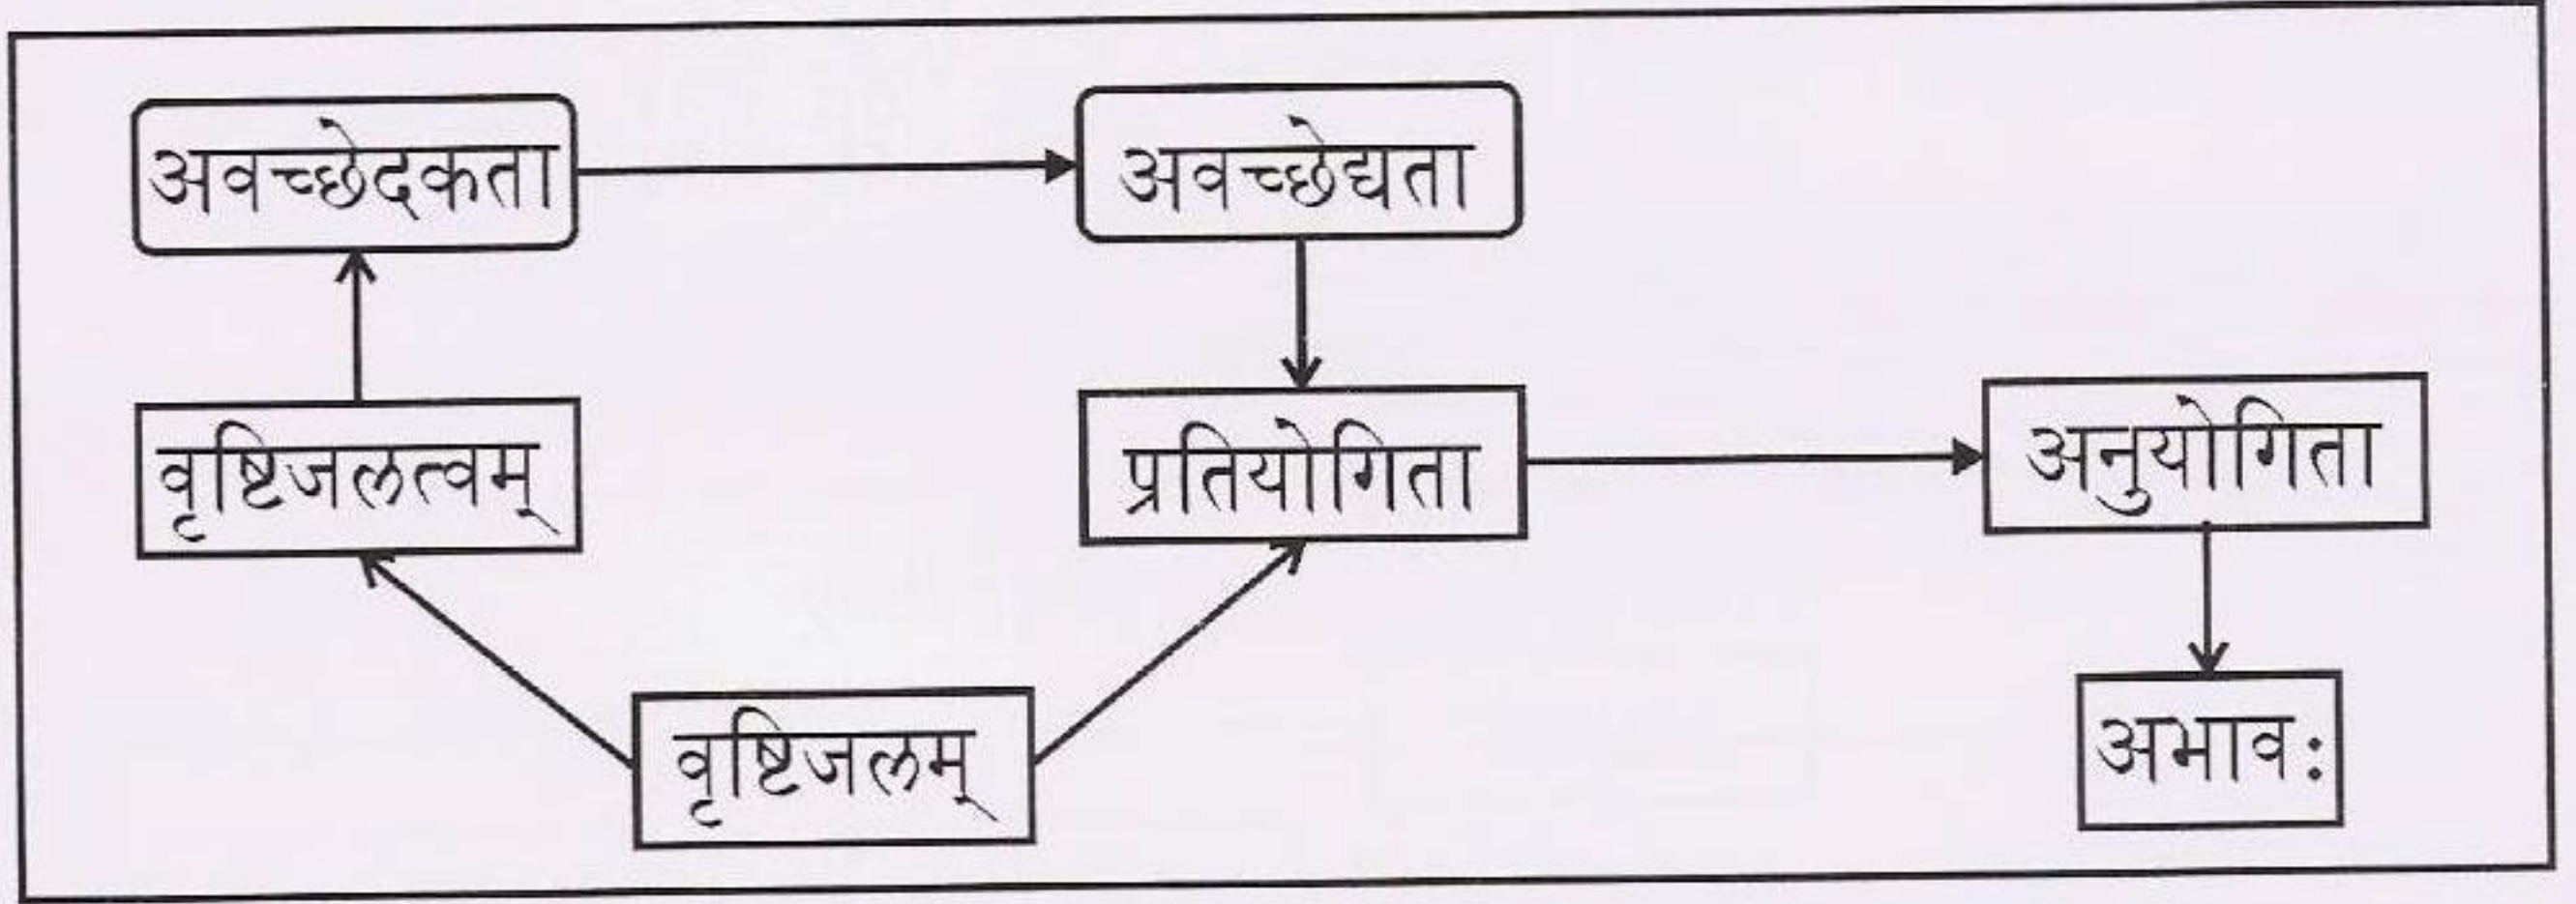 अवच्छेदकता
अवच्छेद्यता
वृष्टिजलत्वम्
प्रतियोगिता
अनुयोगिता
वृष्टिजलम्
अभाव: